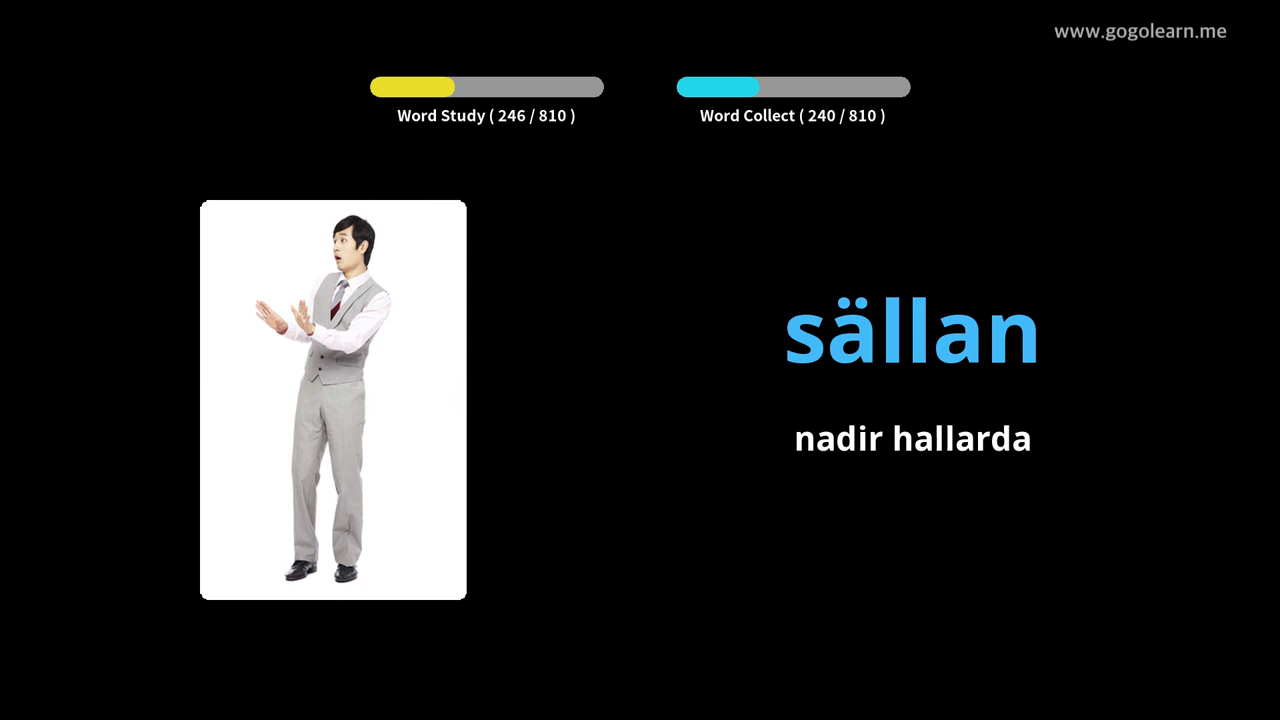 www.gogolearn.me
Word Study ( 246 / 810 )
Word Collect ( 240 / 810 )
sällan
nadir hallarda